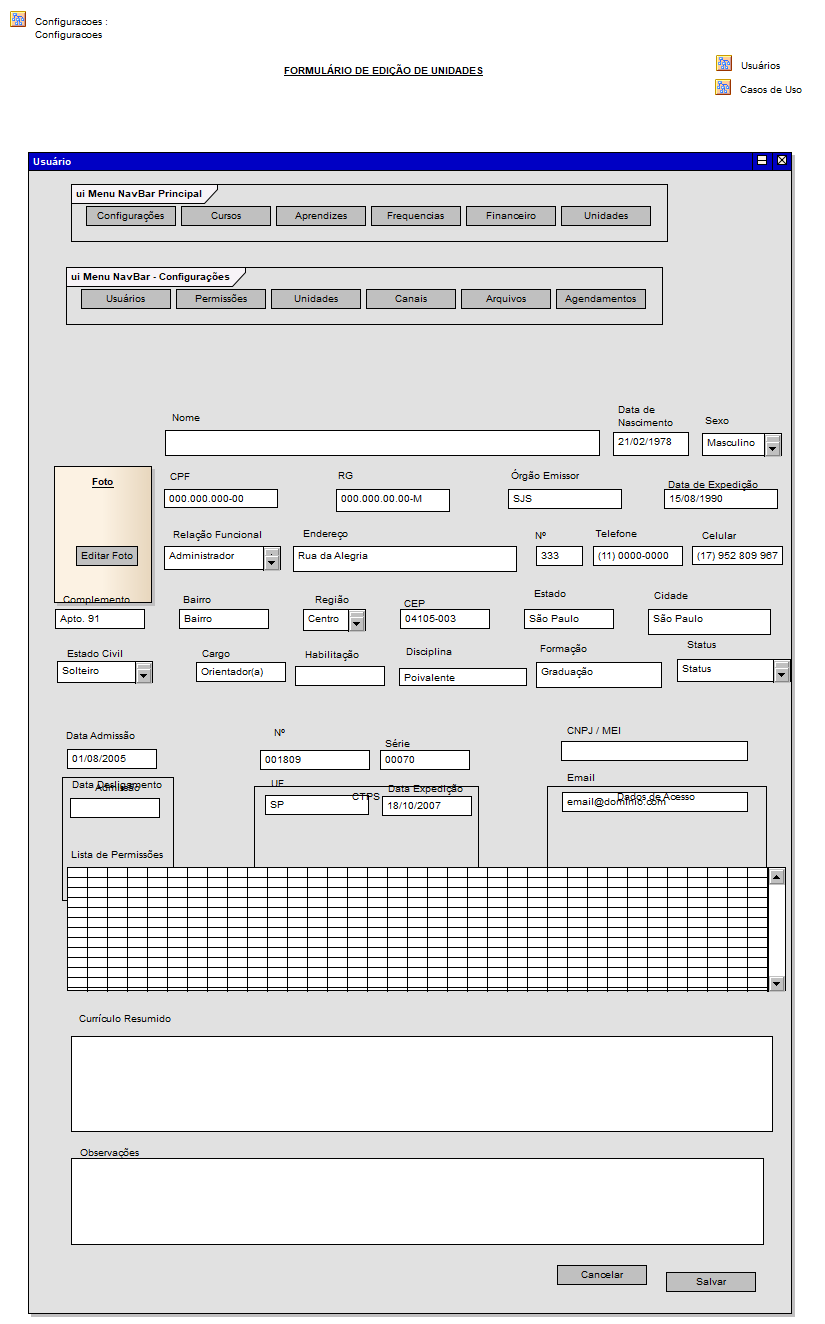 Configuracoes :
Configuracoes
FORMULÁRIO DE EDIÇÃO DE UNIDADES
Usuários
Casos de Uso
Usuário
ui Menu NavBar Principal
Configurações Cursos Aprendizes Frequencias Financeiro Unidades
ui Menu NavBar - Configurações
Usuários Permissões Unidades Canais Arquivos Agendamentos
Nome
Data de
Nascimento
Sexo
21/02/1978 Masculino
Foto
CPF RG Órgão Emissor Data de Expedição
000.000.000-00 000.000.00.00-M SJS 15/08/1990
Relação Funcional Endereço Nº Telefone Celular
Editar Foto Administrador Rua da Alegria 333 (11) 0000-0000 (17) 952 809 967
Complemento Bairro Região CEP Estado Cidade
Apto. 91 Bairro Centro 04105-003 São Paulo São Paulo
Estado Civil Cargo Habilitação Disciplina Formação Status
Solteiro Orientador(a) Poivalente Graduação Status
Data Admissão Nº Série CNPJ / MEI
01/08/2005 001809 00070
Data Desligamento
Admissão
UF
CTPS
Data Expedição
Email
Dados de Acesso
SP 18/10/2007 email@dominio.com
Lista de Permissões
Currículo Resumido
Observações
Cancelar Salvar